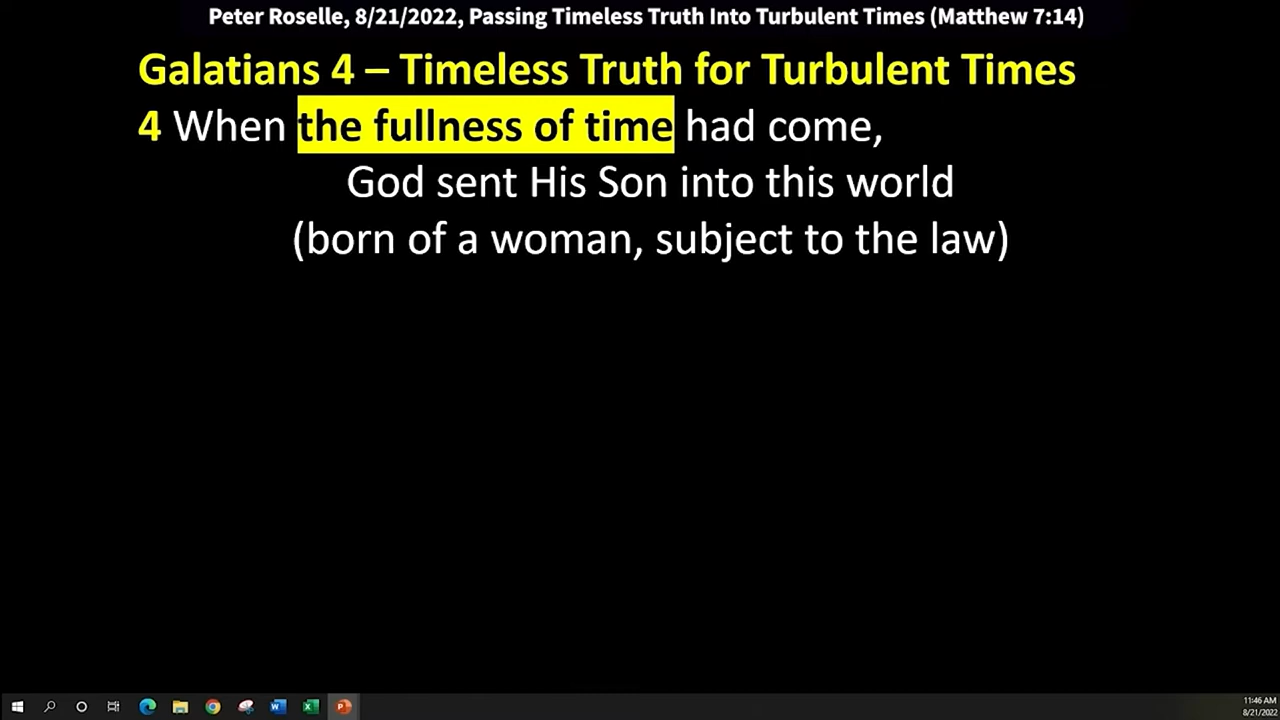 Peter Roselle, 8/21/2022, Passing Timeless Truth Into Turbulent Times (Matthew 7:14)
Galatians 4 – Timeless Truth for Turbulent Times
4 When the fullness of time had come,
God sent His Son into this world
(born of a woman, subject to the law)
11:46 AM
8/21/2022